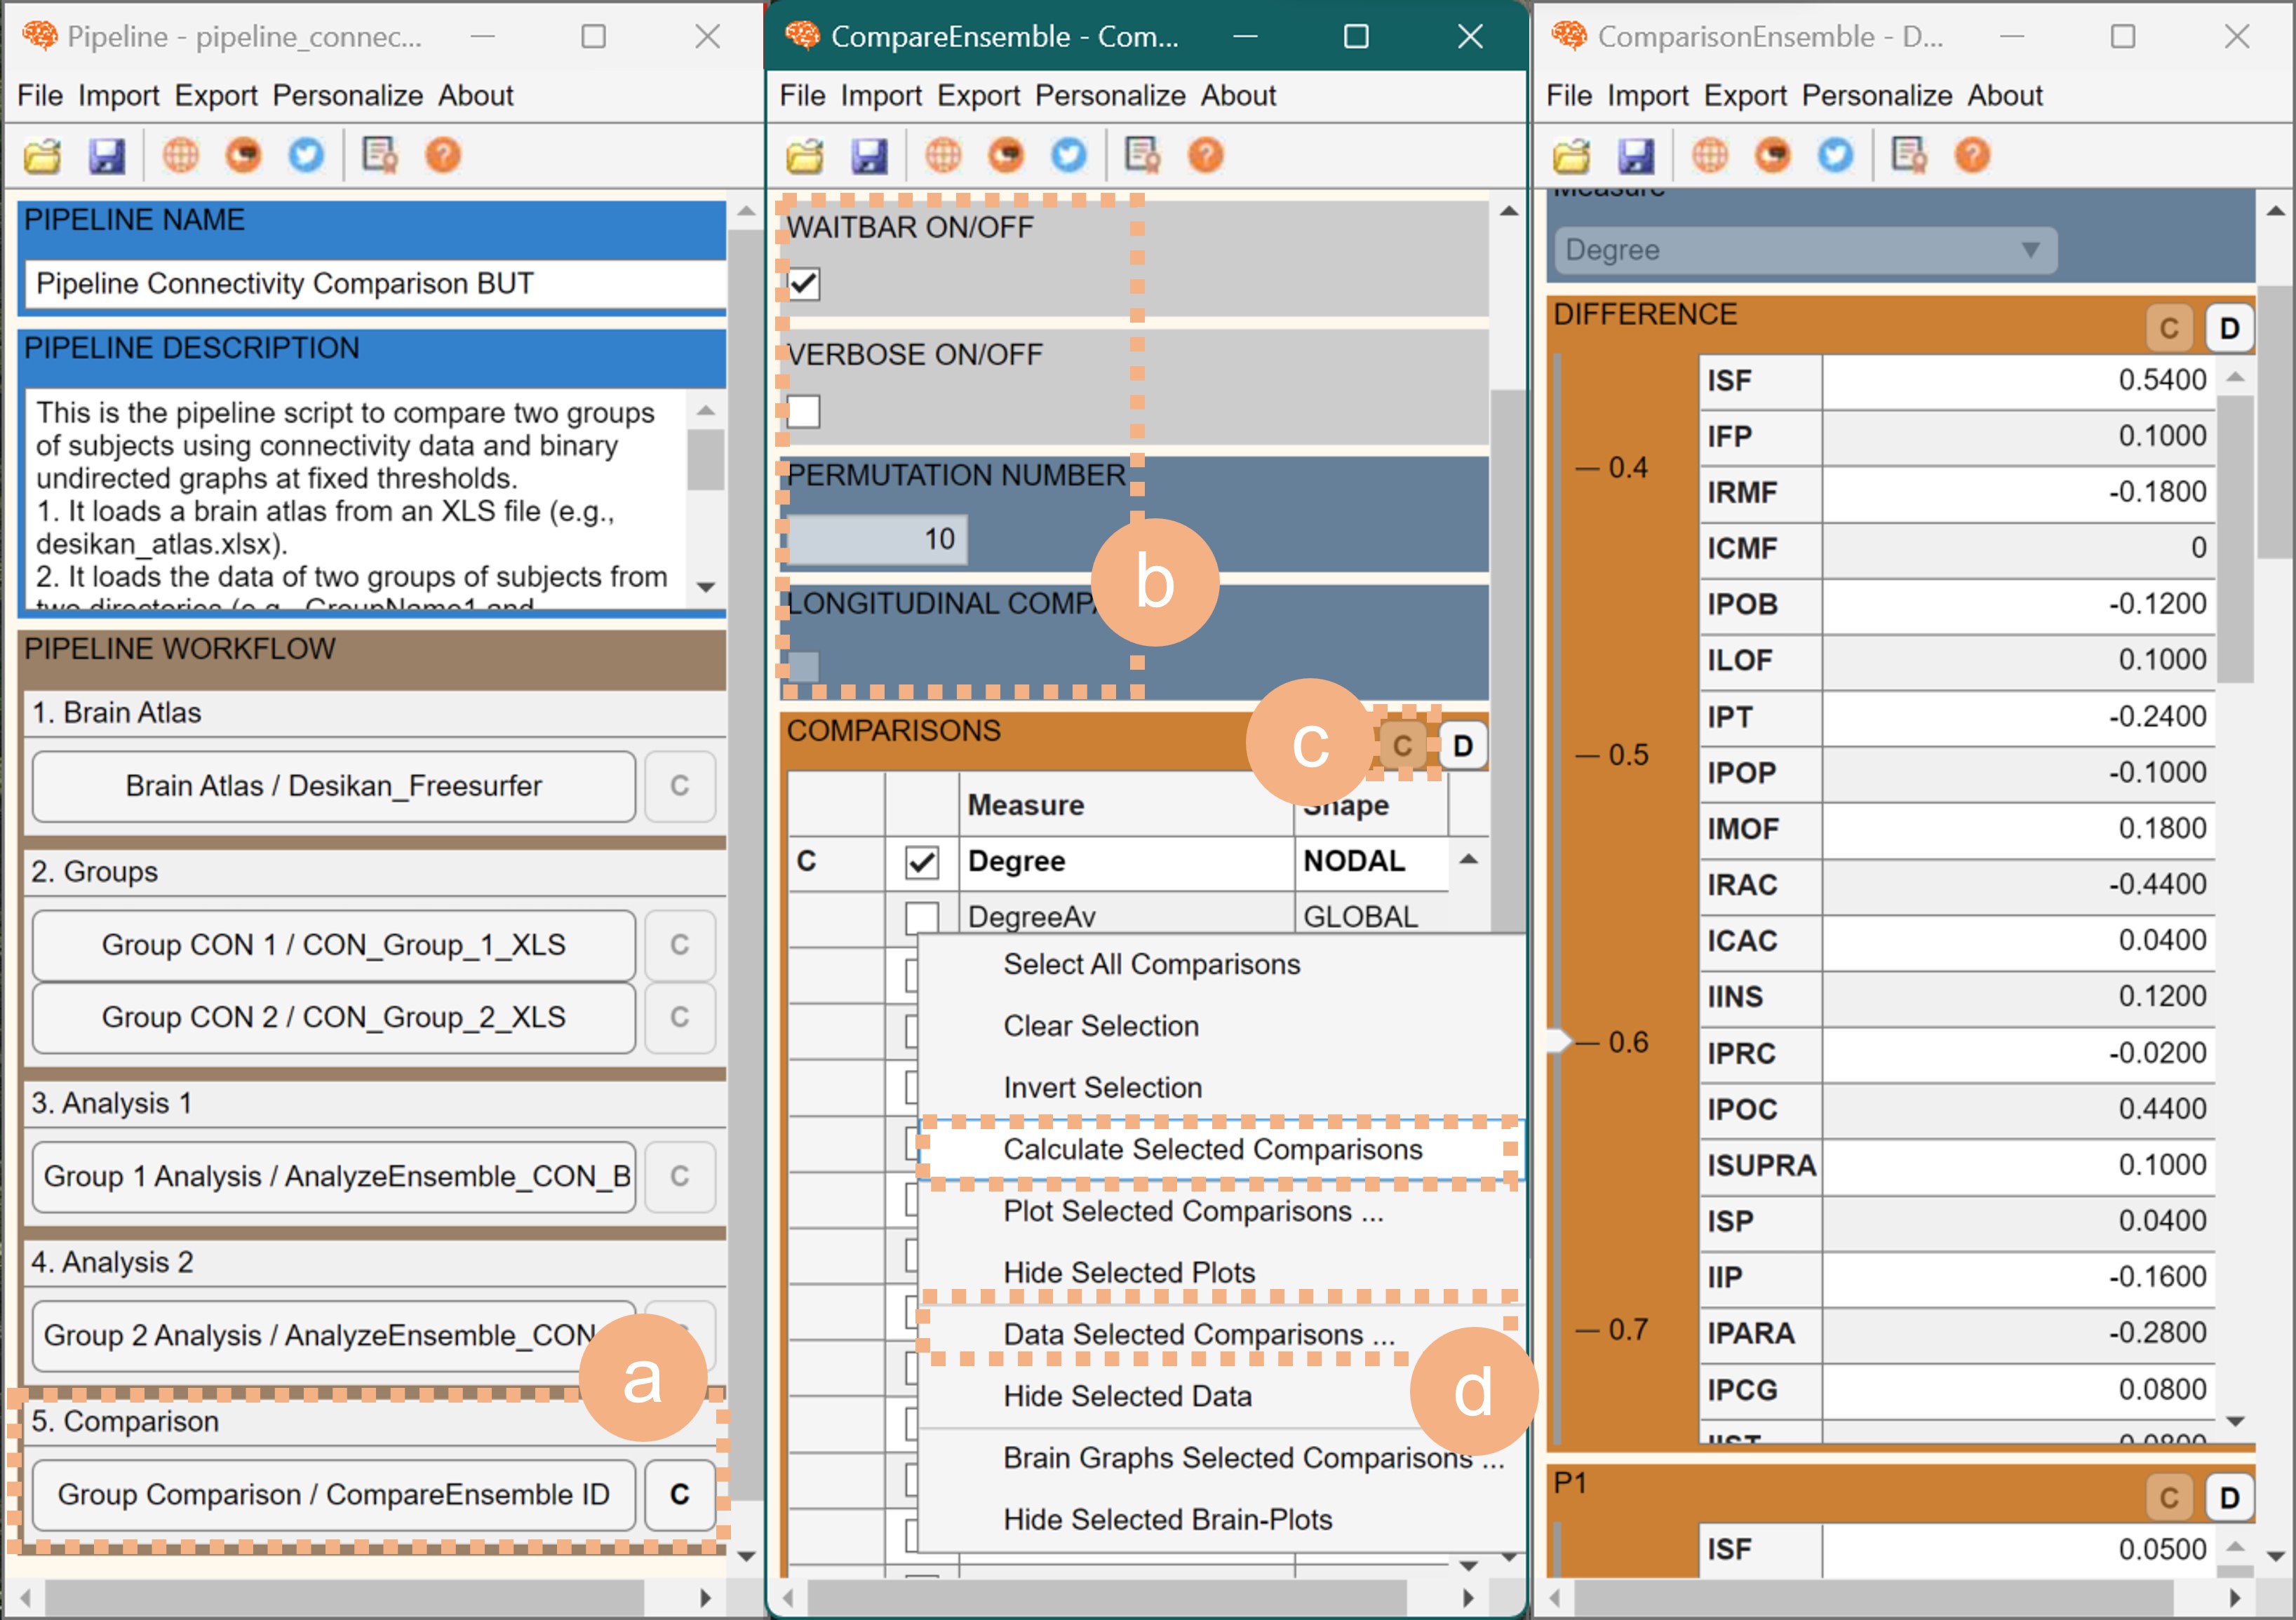 Pipeline - pipeline_connec...
File Import Export Personalize About
PIPELINE NAME
Pipeline Connectivity Comparison BUT
PIPELINE DESCRIPTION
This is the pipeline script to compare two groups
of subjects using connectivity data and binary
undirected graphs at fixed thresholds.
1. It loads a brain atlas from an XLS file (e.g.,
desikan_atlas.xlsx).
2. It loads the data of two groups of subjects from
two directories (e.g., GroupName1 and
PIPELINE WORKFLOW
1. Brain Atlas
Brain Atlas / Desikan_Freesurfer C
2. Groups
Group CON 1 / CON_Group_1_XLS C
Group CON 2 / CON_Group_2_XLS C
3. Analysis 1
Group 1 Analysis / AnalyzeEnsemble_CON_B C
4. Analysis 2
Group 2 Analysis / AnalyzeEnsemble_CON
a
5. Comparison
Group Comparison / CompareEnsemble ID C
CompareEnsemble - Com...
File Import Export Personalize About
WAITBAR ON/OFF
VERBOSE ON/OFF
PERMUTATION NUMBER
10
b
LONGITUDINAL COMPA
COMPARISONS c C D
Measure Shape
C Degree NODAL
DegreeAv GLOBAL
Select All Comparisons
Clear Selection
Invert Selection
Calculate Selected Comparisons
Plot Selected Comparisons ...
Hide Selected Plots
Data Selected Comparisons ...
d
Hide Selected Data
Brain Graphs Selected Comparisons ...
Hide Selected Brain-Plots
ComparisonEnsemble - D...
File Import Export Personalize About
Measure
Degree
DIFFERENCE C D
0.4
0.5
0.6
0.7
ISF 0.5400
IFP 0.1000
IRMF -0.1800
ICMF 0
IPOB -0.1200
ILOF 0.1000
IPT -0.2400
IPOP -0.1000
IMOF 0.1800
IRAC -0.4400
ICAC 0.0400
IINS 0.1200
IPRC -0.0200
IPOC 0.4400
ISUPRA 0.1000
ISP 0.0400
IIP -0.1600
IPARA -0.2800
IPCG 0.0800
IIST 0.0800
P1 C D
ISF 0.0500